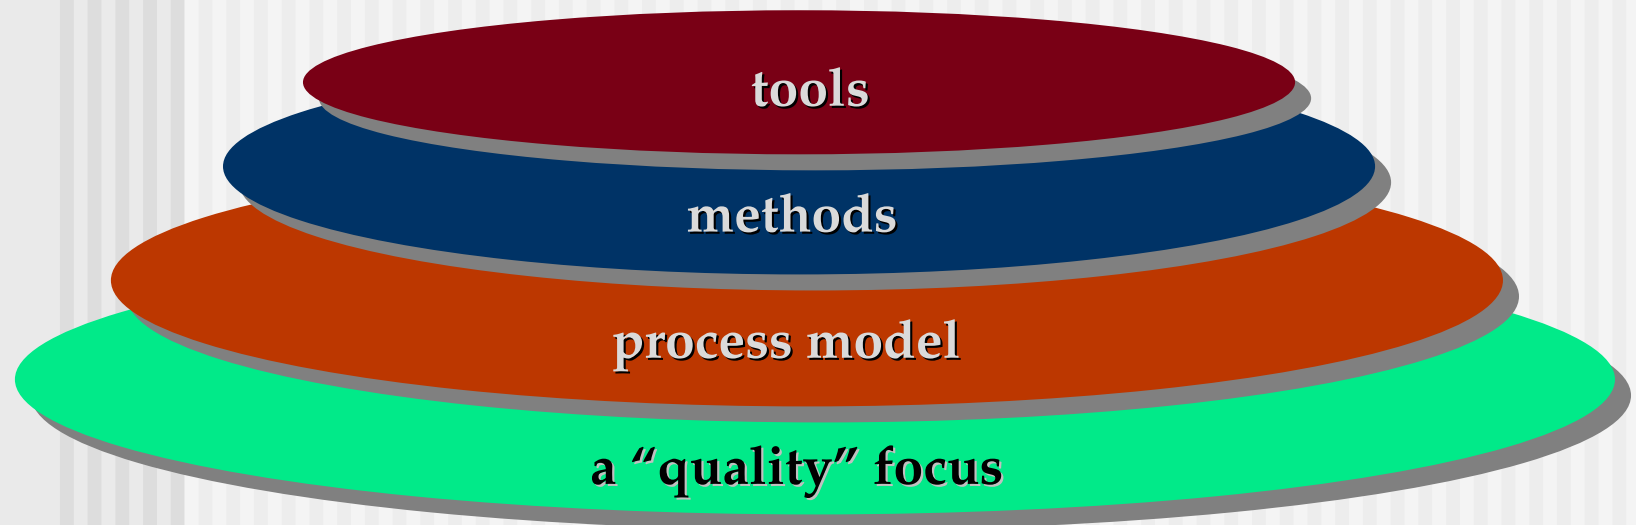 tools
methods
process model
a “quality” focus